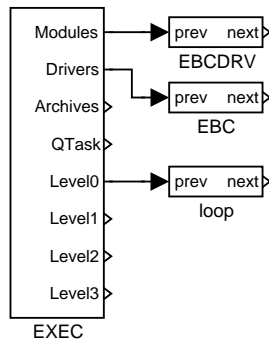 Modules
prev next
EBCDRV
Drivers
prev next
EBC
Archives
QTask
Level0
prev next
loop
Level1
Level2
Level3
EXEC